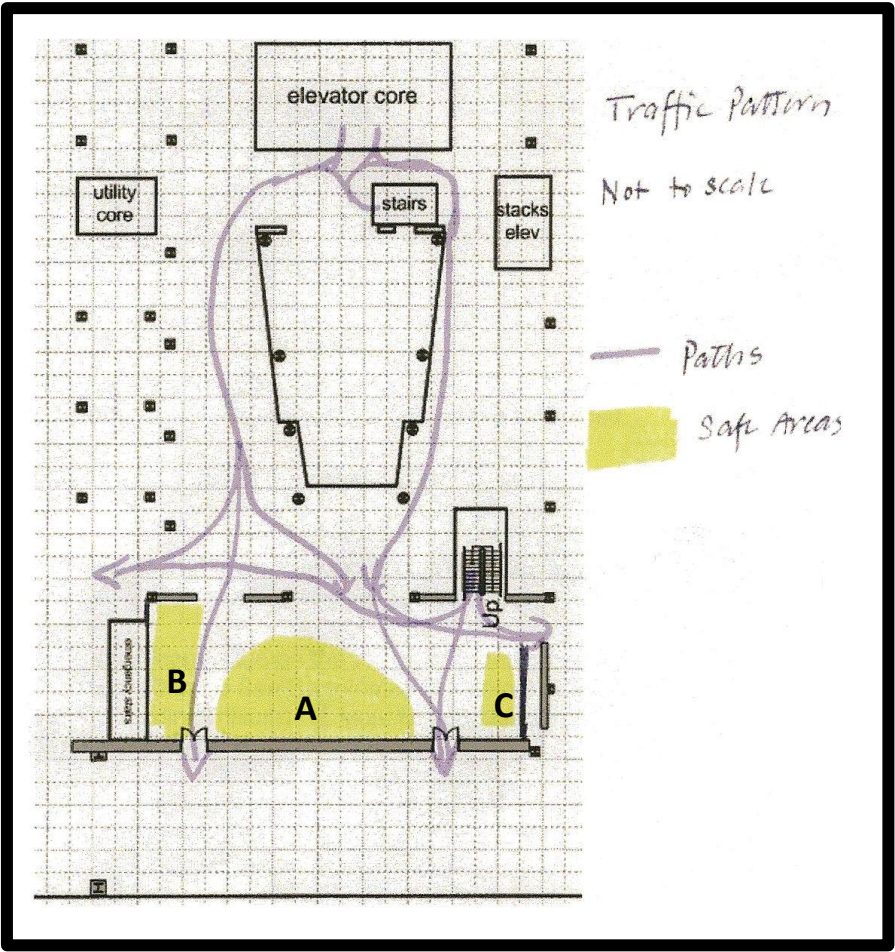 elevator core
Traffic Pattern
Not to scale
utility
core
stairs
stacks
elev
Paths
Safe Areas
Up
emergency stairs
B
A
C